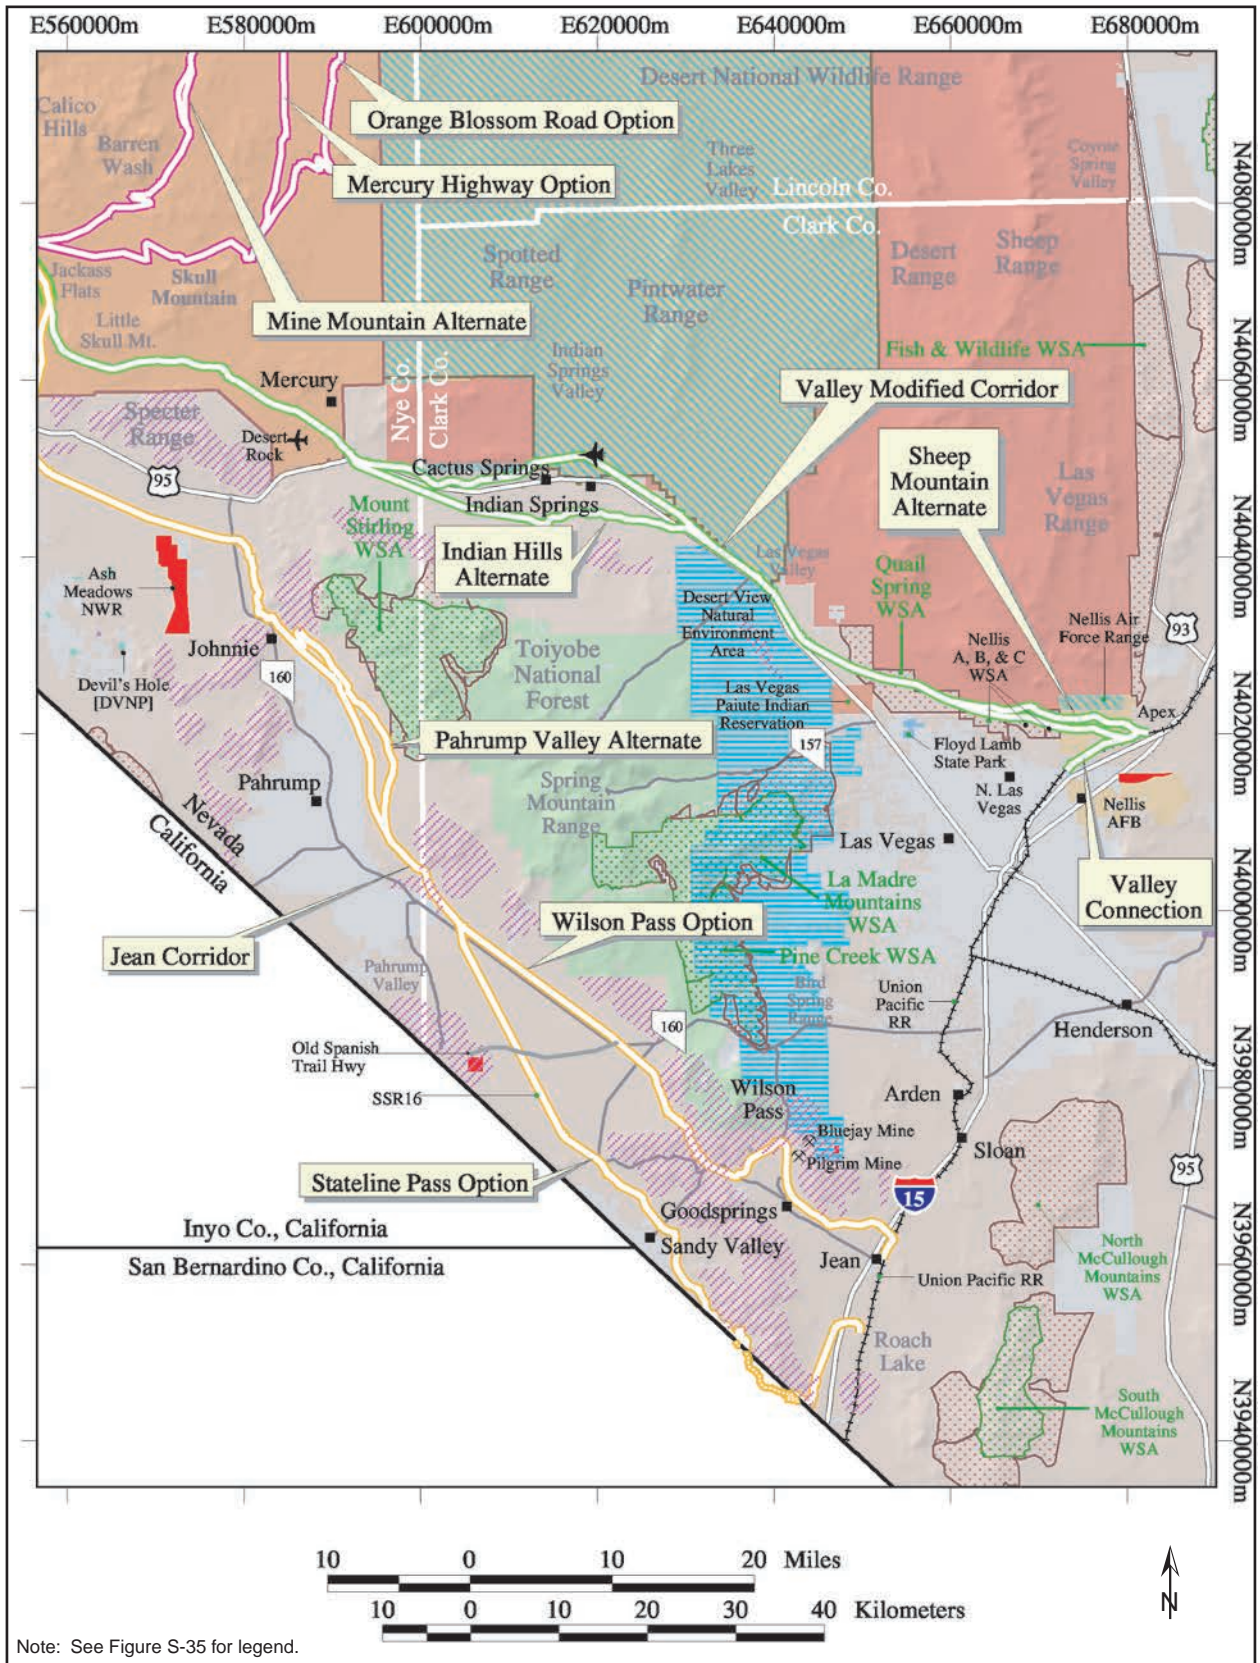 E560000m
E580000m
E600000m
E620000m
E640000m
E660000m
E680000m
Desert National Wildlife Range
Calico
Hills
Barren
Wash
Orange Blossom Road Option
Mercury Highway Option
Three
Lakes
Valley
Coyote
Spring
Valley
N4080000m
Lincoln Co.
Clark Co.
Spotted
Range
Pintwater
Range
Desert
Range
Sheep
Range
Jackass
Flats
Skull
Mountain
Little
Skull Mt.
Mine Mountain Alternate
Indian
Springs
Valley
Fish & Wildlife WSA
N4060000m
Mercury
Nye Co.
Clark Co.
Valley Modified Corridor
Specter
Range
Desert
Rock
Cactus Springs
Indian Springs
95
Sheep
Mountain
Alternate
Las
Vegas
Range
Mount
Stirling
WSA
Indian Hills
Alternate
Las Vegas
Valley
N4040000m
Ash
Meadows
NWR
Quail
Spring
WSA
Desert View
Natural
Environment
Area
Nellis
A, B, & C
WSA
Nellis Air
Force Range
93
Johnnie
160
Toiyobe
National
Forest
Devil's Hole
[DVNP]
Las Vegas
Paiute Indian
Reservation
Apex
N4020000m
Pahrump Valley Alternate
157
Floyd Lamb
State Park
N. Las
Vegas
Nellis
AFB
Pahrump
Spring
Mountain
Range
Nevada
California
Las Vegas
Valley
Connection
La Madre
Mountains
WSA
N4000000m
Jean Corridor
Wilson Pass Option
Pine Creek WSA
Pahrump
Valley
Bird
Spring
Range
Union
Pacific
RR
Henderson
160
Old Spanish
Trail Hwy
SSR16
N3980000m
Wilson
Pass
Arden
Bluejay Mine
Pilgrim Mine
Sloan
95
Stateline Pass Option
15
Goodsprings
Inyo Co., California
San Bernardino Co., California
Sandy Valley
Jean
Union Pacific RR
North
McCullough
Mountains
WSA
N3960000m
Roach
Lake
South
McCullough
Mountains
WSA
N3940000m
10 0 10 20 Miles
10 0 10 20 30 40 Kilometers
N
Note: See Figure S-35 for legend.